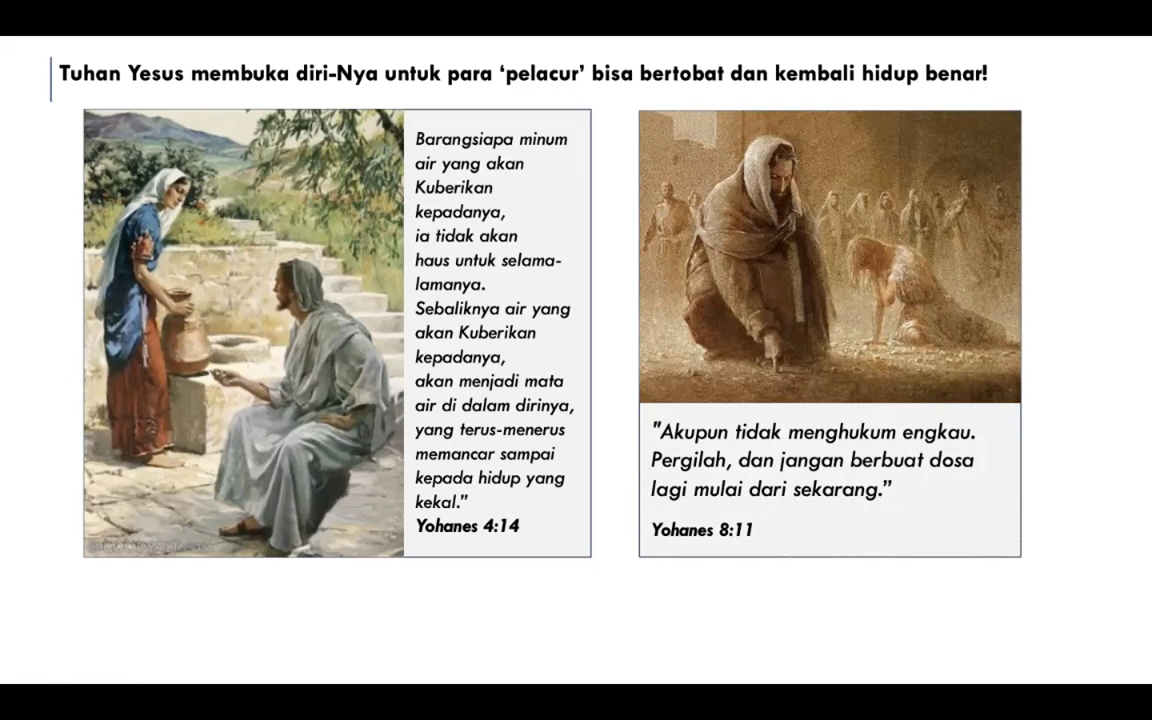 Tuhan Yesus membuka diri-Nya untuk para ‘pelacur’ bisa bertobat dan kembali hidup benar!
Barangsiapa minum
air yang akan
Kuberikan
kepadanya,
ia tidak akan
haus untuk selama-
lamanya.
Sebaliknya air yang
akan Kuberikan
kepadanya,
akan menjadi mata
air di dalam dirinya,
yang terus-menerus
memancar sampai
kepada hidup yang
kekal.”
Yohanes 4:14
"Akupun tidak menghukum engkau.
Pergilah, dan jangan berbuat dosa
lagi mulai dari sekarang.”
Yohanes 8:11